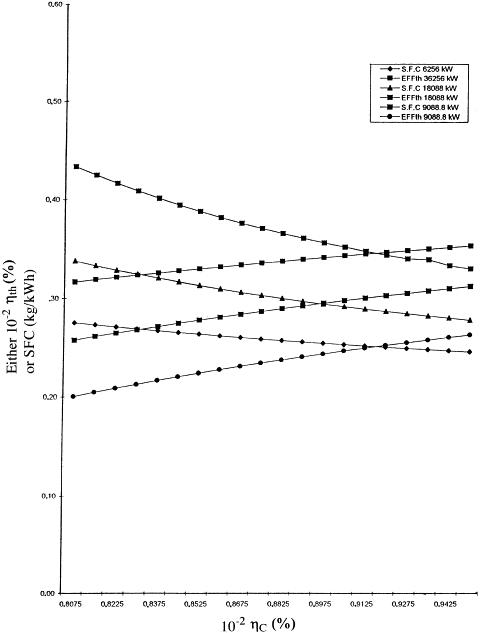 0,60
0,50
0,40
0,30
0,20
0,10
0,00
Either 10-2 ηth (%)
or SFC (kg/kWh)
S.F.C 6256 kW
EFFth 36256 kW
S.F.C 18088 kW
EFFth 18088 kW
S.F.C 9088.8 kW
EFFth 9088.8 kW
0,8075 0,8225 0,8375 0,8525 0,8675 0,8825 0,8975 0,9125 0,9275 0,9425
10-2 ηC (%)